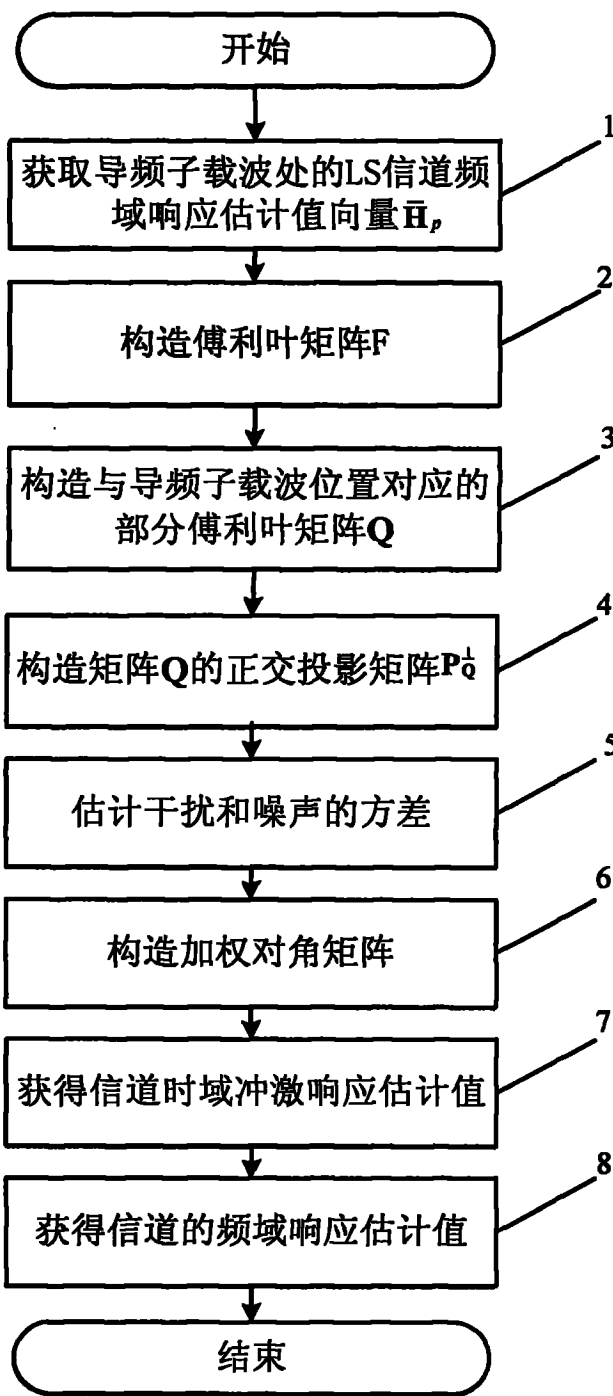 开始
1
获取导频子载波处的LS信道频
域响应估计值向量H̄ₚ
2
构造傅利叶矩阵F
3
构造与导频子载波位置对应的
部分傅利叶矩阵Q
4
构造矩阵Q的正交投影矩阵P⊥Q
5
估计干扰和噪声的方差
6
构造加权对角矩阵
7
获得信道时域冲激响应估计值
8
获得信道的频域响应估计值
结束